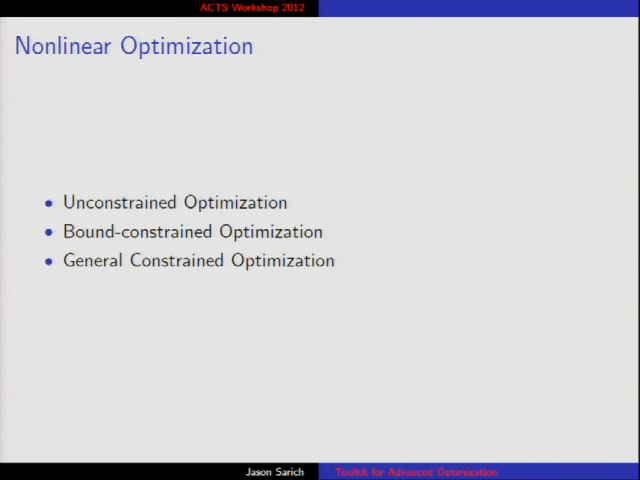 ACTS Workshop 2012
Nonlinear Optimization
• Unconstrained Optimization
• Bound-constrained Optimization
• General Constrained Optimization
Jason Sarich Toolkit for Advanced Optimization